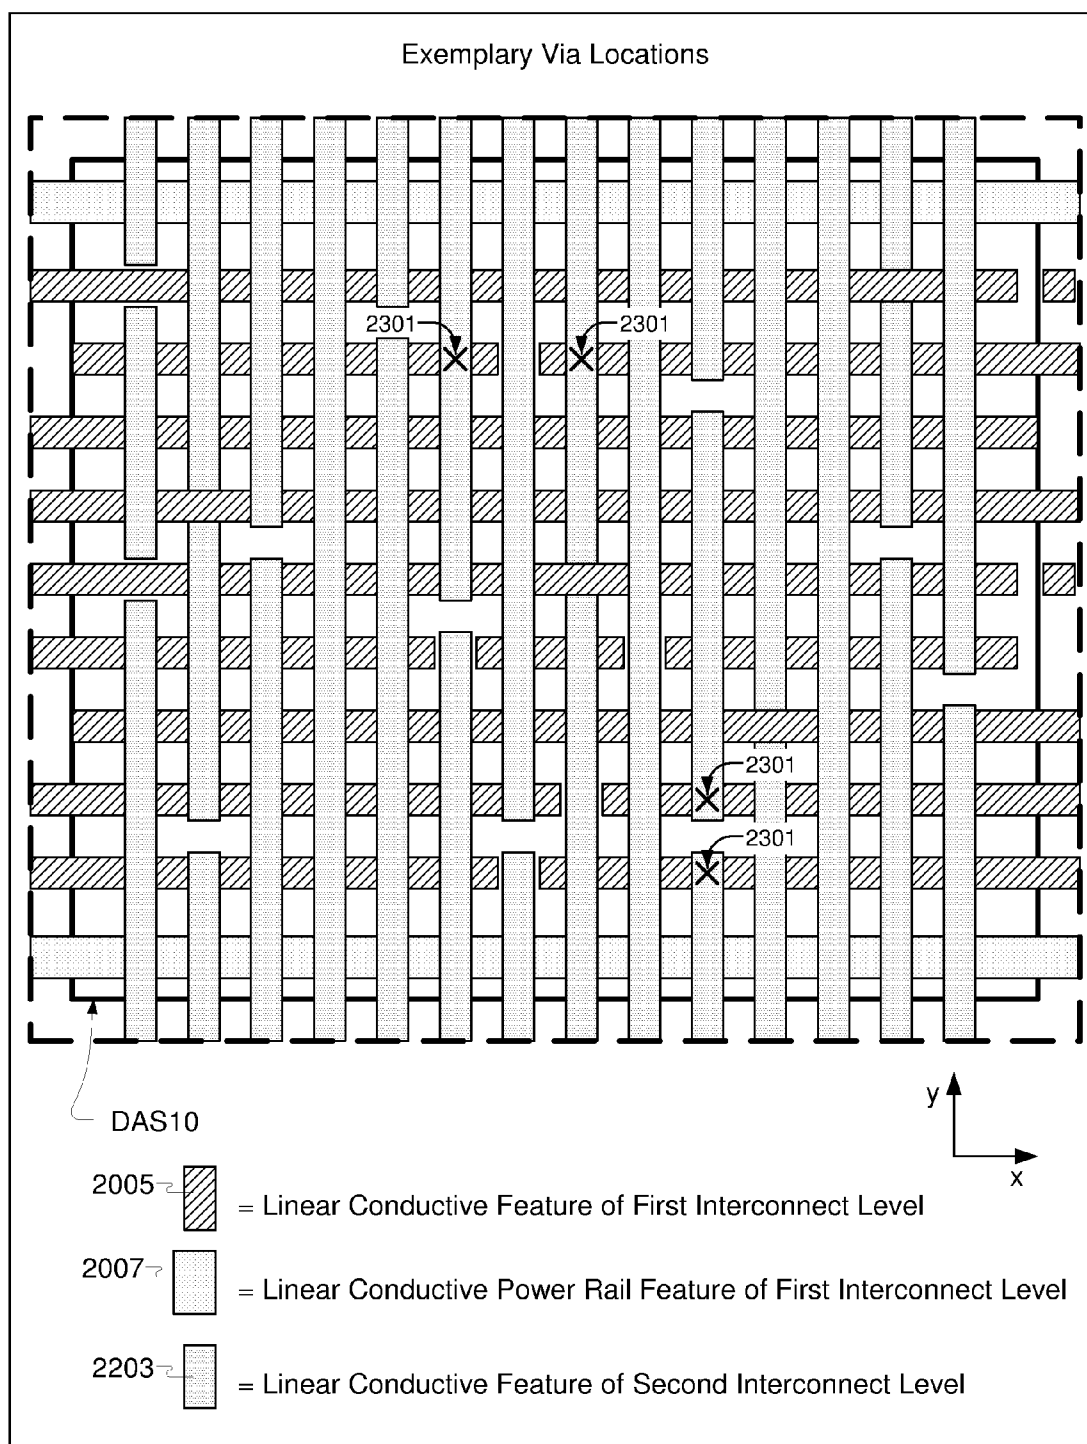 Exemplary Via Locations
2301 2301
2301
2301
DAS10
y
x
2005 = Linear Conductive Feature of First Interconnect Level
2007 = Linear Conductive Power Rail Feature of First Interconnect Level
2203 = Linear Conductive Feature of Second Interconnect Level